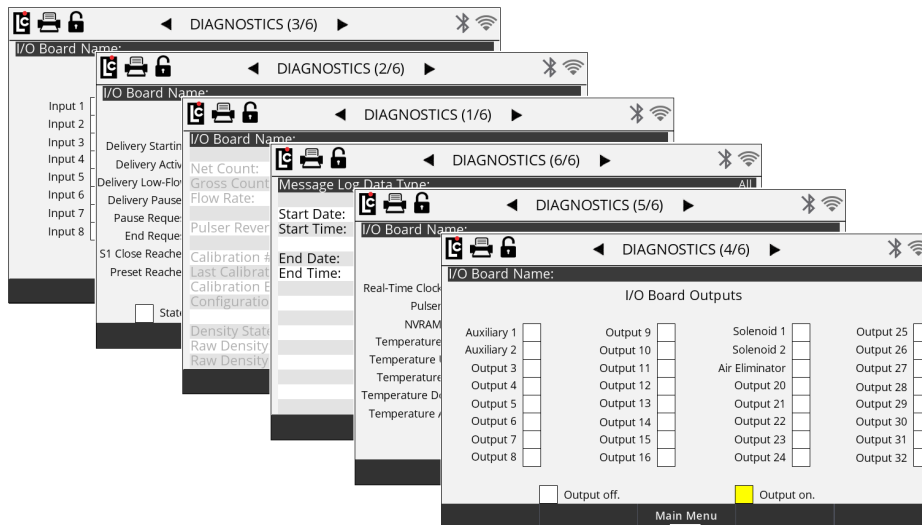 LC
DIAGNOSTICS (3/6)
I/O Board Name:
Input 1
Input 2
Input 3
Input 4
Input 5
Input 6
Input 7
Input 8
LC
DIAGNOSTICS (2/6)
I/O Board Name:
Delivery Startin
Delivery Activ
Delivery Low-Flo
Delivery Pause
Pause Reque
End Reque
S1 Close Reache
Preset Reache
State
LC
DIAGNOSTICS (1/6)
I/O Board Name:
Net Count:
Gross Count
Flow Rate:
Pulser Rever
Calibration #
Last Calibrat
Calibration E
Configuratio
Density State
Raw Density
Raw Density
LC
DIAGNOSTICS (6/6)
Message Log Data Type: All
Start Date:
Start Time:
End Date:
End Time:
LC
DIAGNOSTICS (5/6)
I/O Board Name:
Real-Time Clock
Pulser
NVRAM
Temperature
Temperature
Temperature
Temperature D
Temperature
LC
DIAGNOSTICS (4/6)
I/O Board Name:
I/O Board Outputs
Auxiliary 1 Output 9 Solenoid 1 Output 25
Auxiliary 2 Output 10 Solenoid 2 Output 26
Output 3 Output 11 Air Eliminator Output 27
Output 4 Output 12 Output 20 Output 28
Output 5 Output 13 Output 21 Output 29
Output 6 Output 14 Output 22 Output 30
Output 7 Output 15 Output 23 Output 31
Output 8 Output 16 Output 24 Output 32
Output off. Output on.
Main Menu